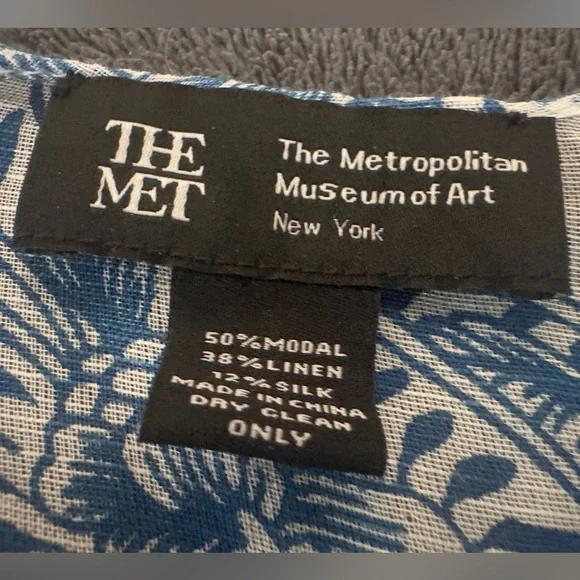 THE
MET
The Metropolitan
Museum of Art
New York
50%MODAL
38%LINEN
12%SILK
MADE IN CHINA
DRY CLEAN
ONLY